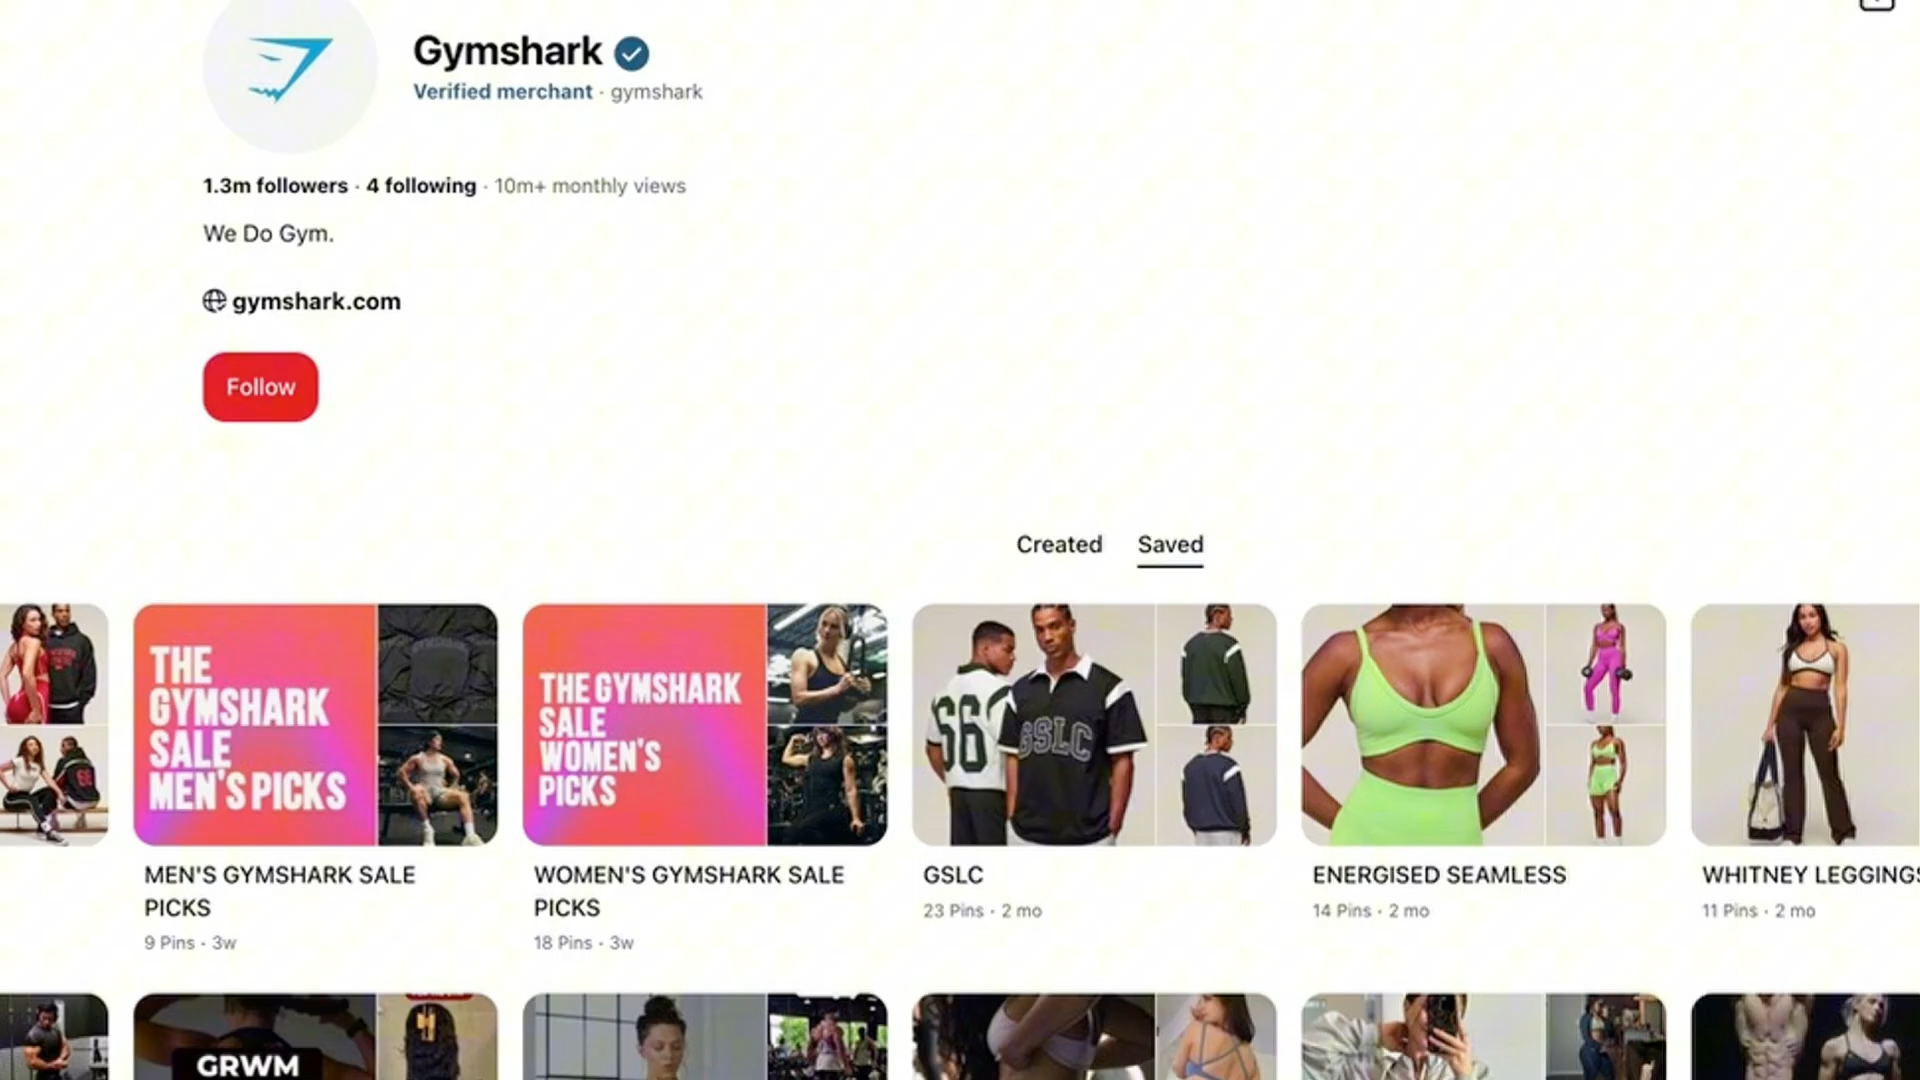 Gymshark
Verified merchant · gymshark
1.3m followers · 4 following · 10m+ monthly views
We Do Gym.
gymshark.com
Follow
Created Saved
THE
GYMSHARK
SALE
MEN'S PICKS
THE GYMSHARK
SALE
WOMEN'S
PICKS
66
GSLC
MEN'S GYMSHARK SALE
PICKS
9 Pins · 3w
WOMEN'S GYMSHARK SALE
PICKS
18 Pins · 3w
GSLC
23 Pins · 2 mo
ENERGISED SEAMLESS
14 Pins · 2 mo
WHITNEY LEGGINGS
11 Pins · 2 mo
GRWM